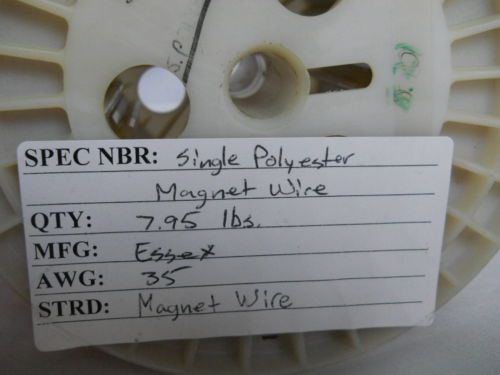 SPEC NBR: Single Polyester
Magnet Wire
QTY: 7.95 lbs.
MFG: Essex
AWG: 35
STRD: Magnet Wire